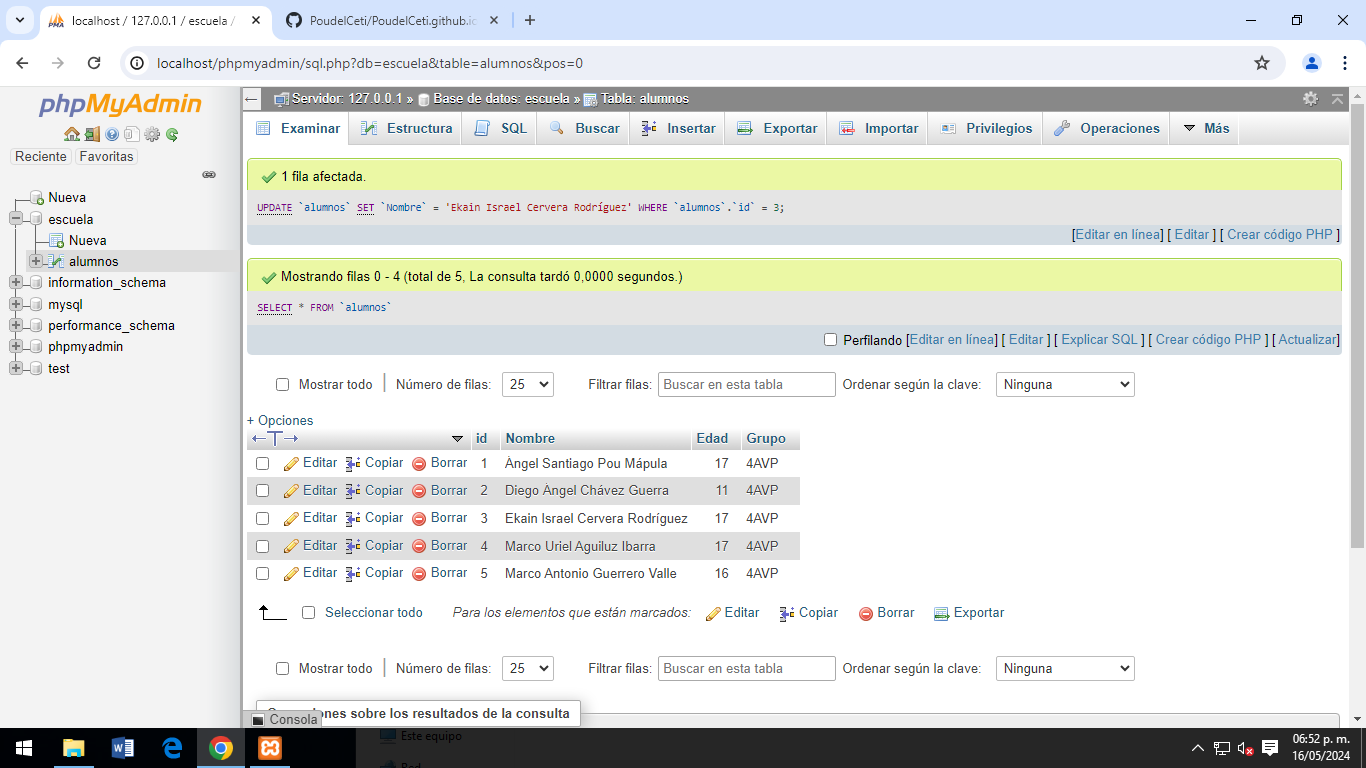 localhost / 127.0.0.1 / escuela /
PoudelCeti/PoudelCeti.github.io
localhost/phpmyadmin/sql.php?db=escuela&table=alumnos&pos=0
phpMyAdmin
Reciente Favoritas
Nueva
escuela
Nueva
alumnos
information_schema
mysql
performance_schema
phpmyadmin
test
Servidor: 127.0.0.1 » Base de datos: escuela » Tabla: alumnos
Examinar Estructura SQL Buscar Insertar Exportar Importar Privilegios Operaciones Más
1 fila afectada.
UPDATE `alumnos` SET `Nombre` = 'Ekain Israel Cervera Rodríguez' WHERE `alumnos`.`id` = 3;
[Editar en línea] [ Editar ] [ Crear código PHP ]
Mostrando filas 0 - 4 (total de 5, La consulta tardó 0,0000 segundos.)
SELECT * FROM `alumnos`
Perfilando [Editar en línea] [ Editar ] [ Explicar SQL ] [ Crear código PHP ] [ Actualizar]
Mostrar todo Número de filas: 25 Filtrar filas: Buscar en esta tabla Ordenar según la clave: Ninguna
+ Opciones
←T→ id Nombre Edad Grupo
Editar Copiar Borrar 1 Ángel Santiago Pou Mápula 17 4AVP
Editar Copiar Borrar 2 Diego Ángel Chávez Guerra 11 4AVP
Editar Copiar Borrar 3 Ekain Israel Cervera Rodríguez 17 4AVP
Editar Copiar Borrar 4 Marco Uriel Aguiluz Ibarra 17 4AVP
Editar Copiar Borrar 5 Marco Antonio Guerrero Valle 16 4AVP
Seleccionar todo Para los elementos que están marcados: Editar Copiar Borrar Exportar
Mostrar todo Número de filas: 25 Filtrar filas: Buscar en esta tabla Ordenar según la clave: Ninguna
sobre los resultados de la consulta
Consola
Este equipo
Red
06:52 p. m.
16/05/2024